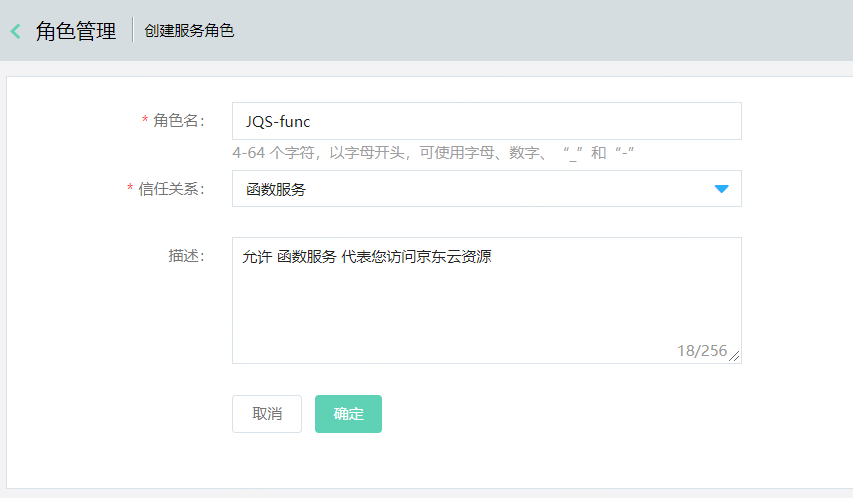 角色管理 创建服务角色
* 角色名： JQS-func
4-64 个字符，以字母开头，可使用字母、数字、“_”和“-”
* 信任关系： 函数服务
描述： 允许 函数服务 代表您访问京东云资源
18/256
取消 确定